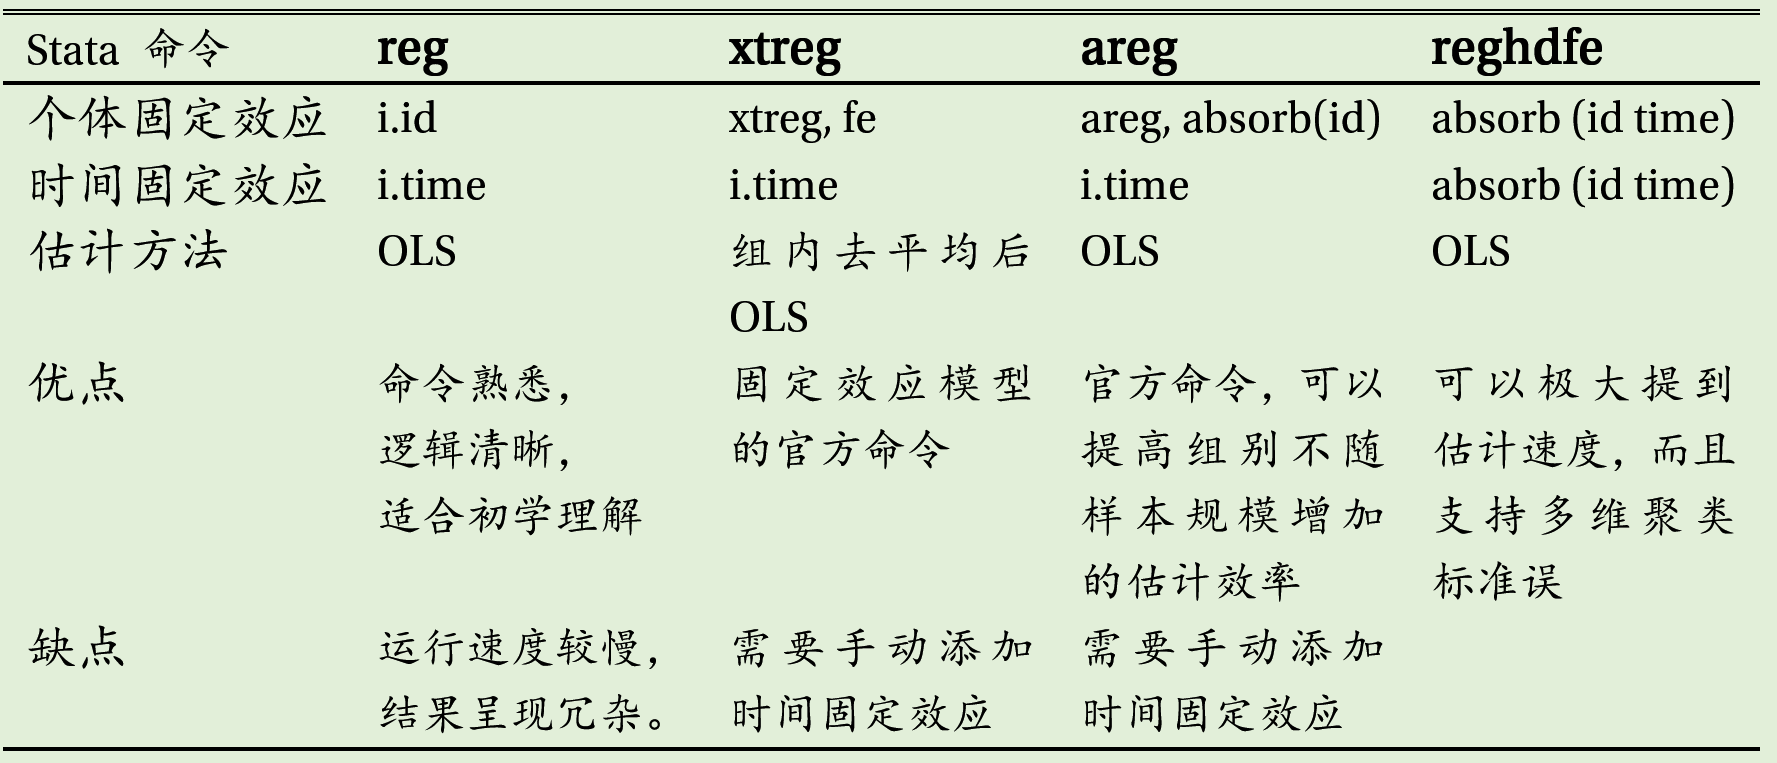 Stata 命令 reg xtreg areg reghdfe
个体固定效应 i.id xtreg, fe areg, absorb(id) absorb (id time)
时间固定效应 i.time i.time i.time absorb (id time)
估计方法 OLS 组内去平均后 OLS OLS
OLS
优点 命令熟悉， 固定效应模型 官方命令，可以 可以极大提到
逻辑清晰， 的官方命令 提高组别不随 估计速度，而且
适合初学理解 样本规模增加 支持多维聚类
的估计效率 标准误
缺点 运行速度较慢， 需要手动添加 需要手动添加
结果呈现冗杂。 时间固定效应 时间固定效应